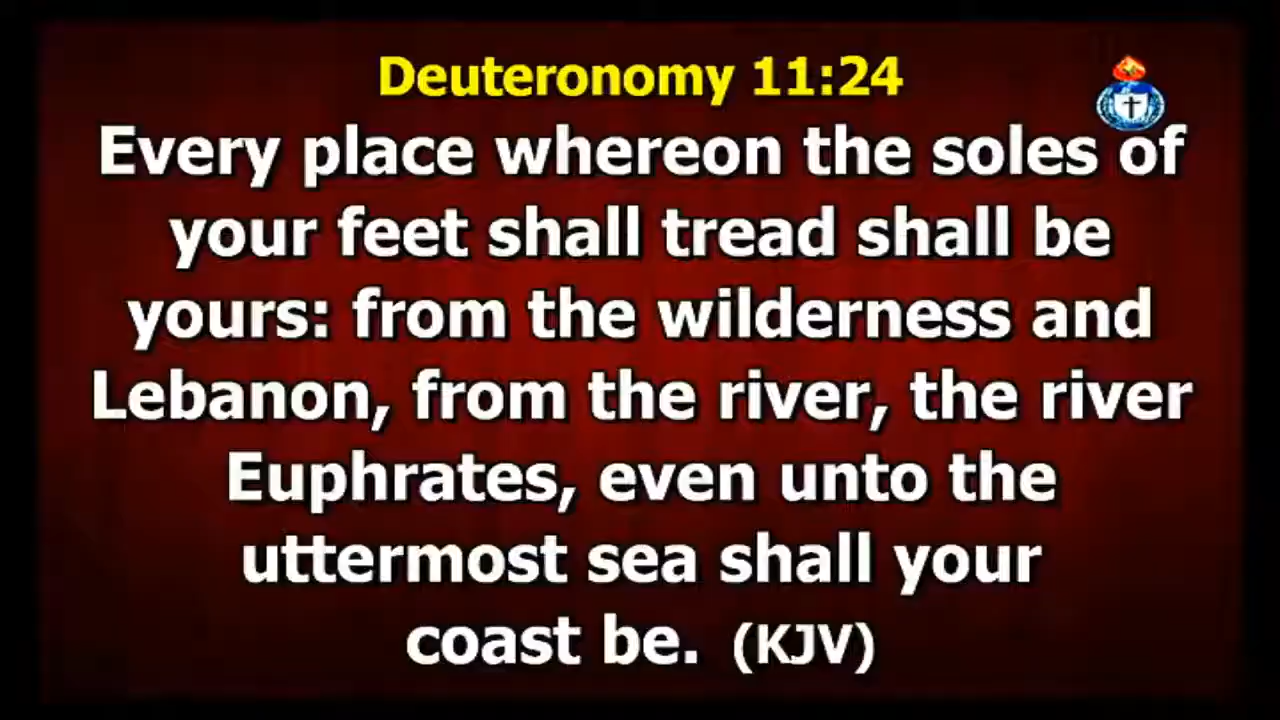 Deuteronomy 11:24
Every place whereon the soles of
your feet shall tread shall be
yours: from the wilderness and
Lebanon, from the river, the river
Euphrates, even unto the
uttermost sea shall your
coast be. (KJV)